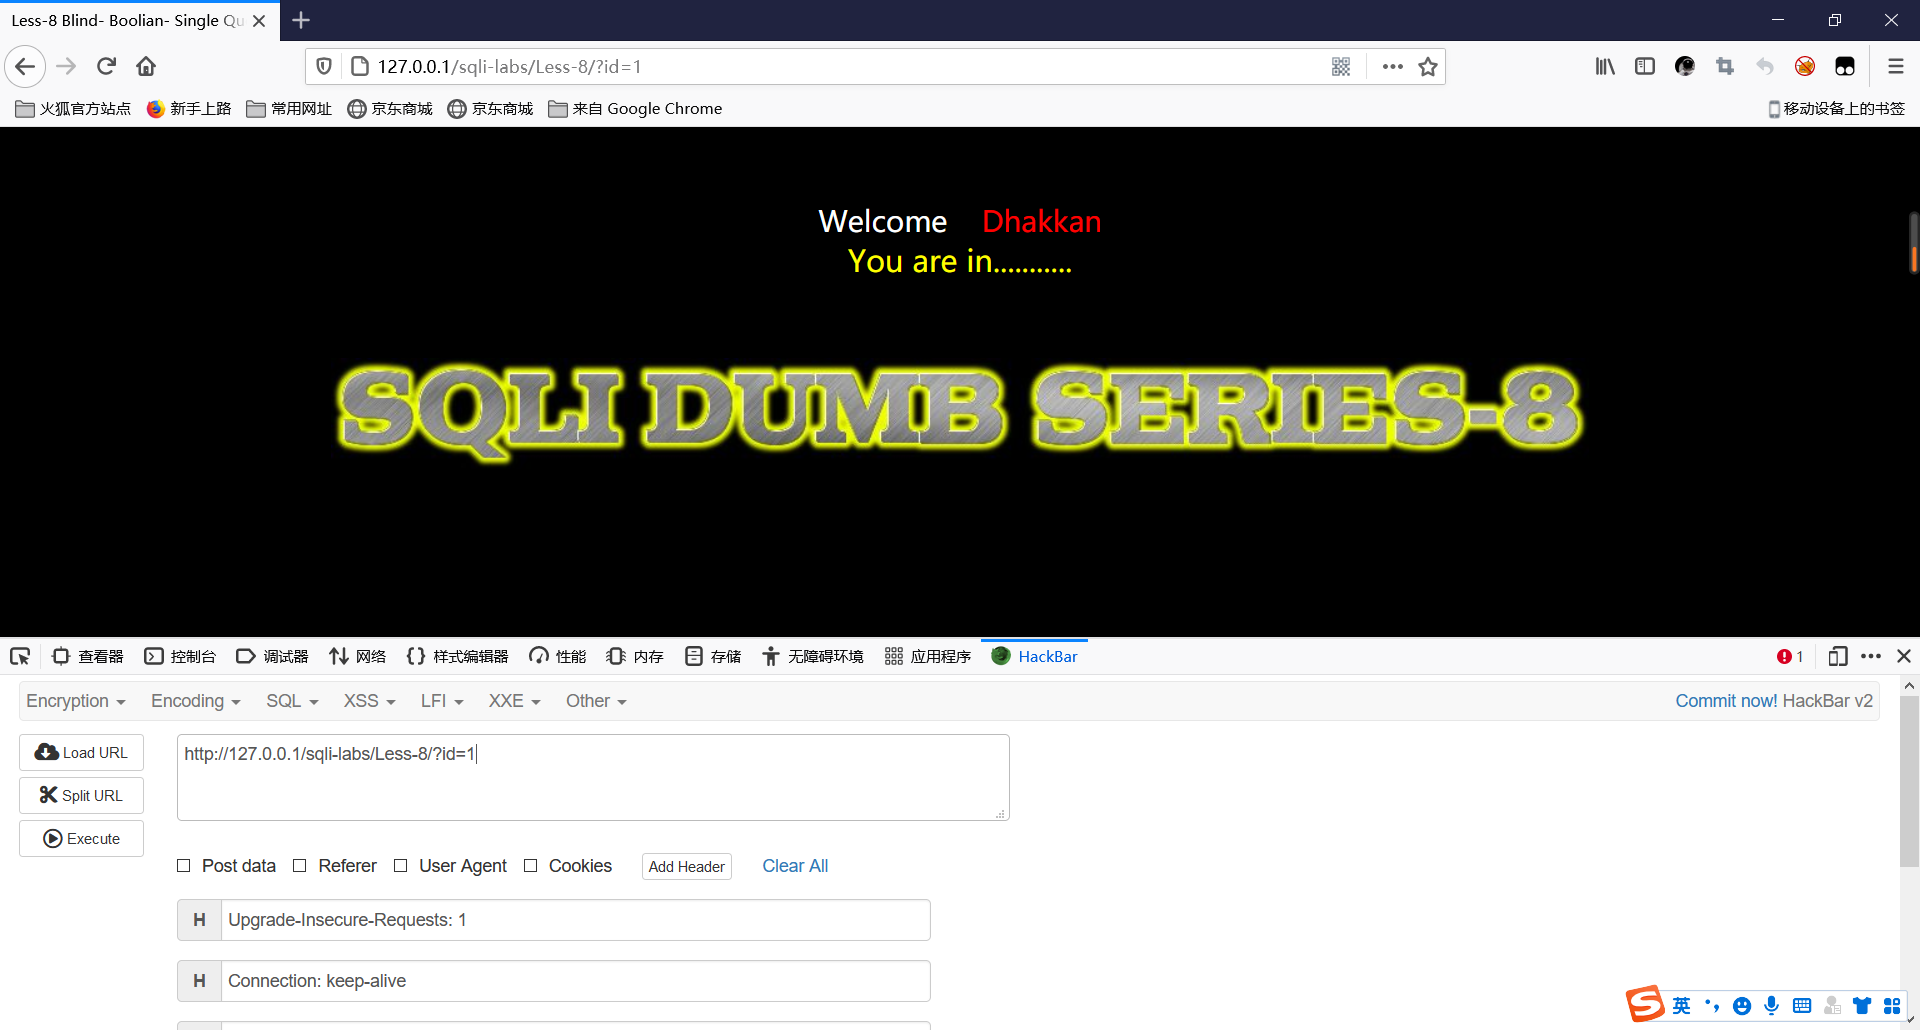 Less-8 Blind- Boolian- Single Qu
127.0.0.1/sqli-labs/Less-8/?id=1
火狐官方站点 新手上路 常用网址 京东商城 京东商城 来自 Google Chrome 移动设备上的书签
Welcome Dhakkan
You are in...........
SQLI DUMB SERIES-8
查看器 控制台 调试器 网络 样式编辑器 性能 内存 存储 无障碍环境 应用程序 HackBar 1
Encryption Encoding SQL XSS LFI XXE Other Commit now! HackBar v2
Load URL
http://127.0.0.1/sqli-labs/Less-8/?id=1
Split URL
Execute
Post data Referer User Agent Cookies Add Header Clear All
H Upgrade-Insecure-Requests: 1
H Connection: keep-alive
S 英